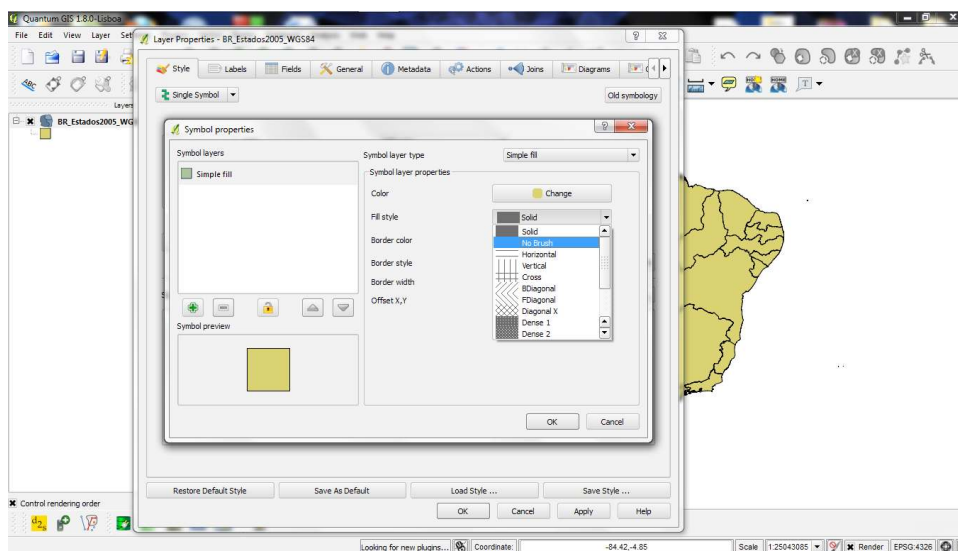 Quantum GIS 1.8.0-Lisboa
File Edit View Layer Set
Layer Properties - BR_Estados2005_WGS84
Style Labels Fields General Metadata Actions Joins Diagrams
Single Symbol
Old symbology
Layers
BR_Estados2005_WG
Symbol properties
Symbol layers
Simple fill
Symbol layer type
Simple fill
Symbol layer properties
Color
Change
Fill style
Solid
Solid
No Brush
Horizontal
Vertical
Cross
BDiagonal
FDiagonal
Diagonal X
Dense 1
Dense 2
Border color
Border style
Border width
Offset X,Y
Symbol preview
OK Cancel
Restore Default Style Save As Default Load Style ... Save Style ...
OK Cancel Apply Help
Control rendering order
Looking for new plugins... Coordinate: -84.42,-4.85 Scale 1:25043085 Render EPSG:4326